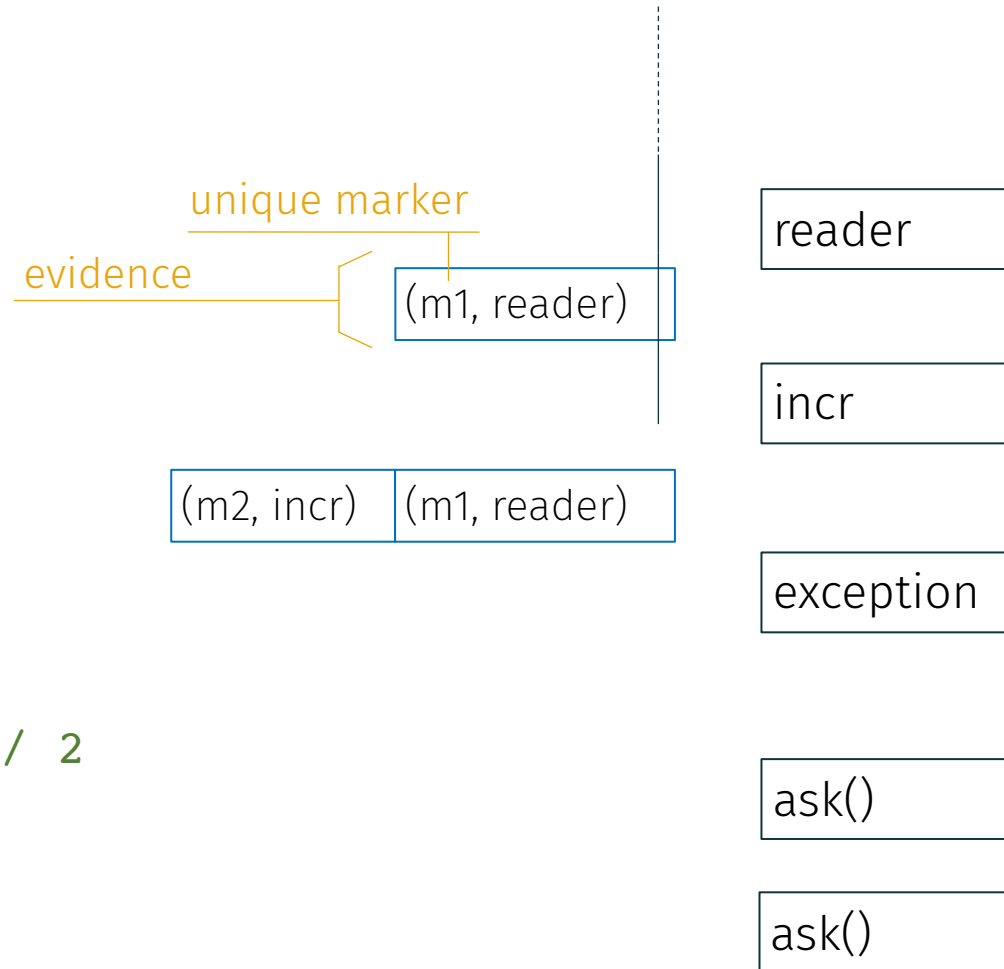 unique marker
reader
evidence
(m1, reader)
incr
(m2, incr) (m1, reader)
exception
/ 2
ask()
ask()